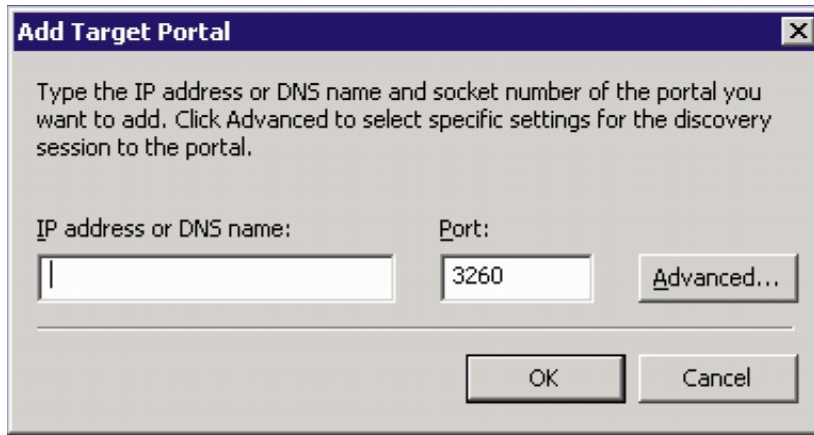 Add Target Portal
Type the IP address or DNS name and socket number of the portal you
want to add. Click Advanced to select specific settings for the discovery
session to the portal.
IP address or DNS name: Port:
3260 Advanced...
OK Cancel